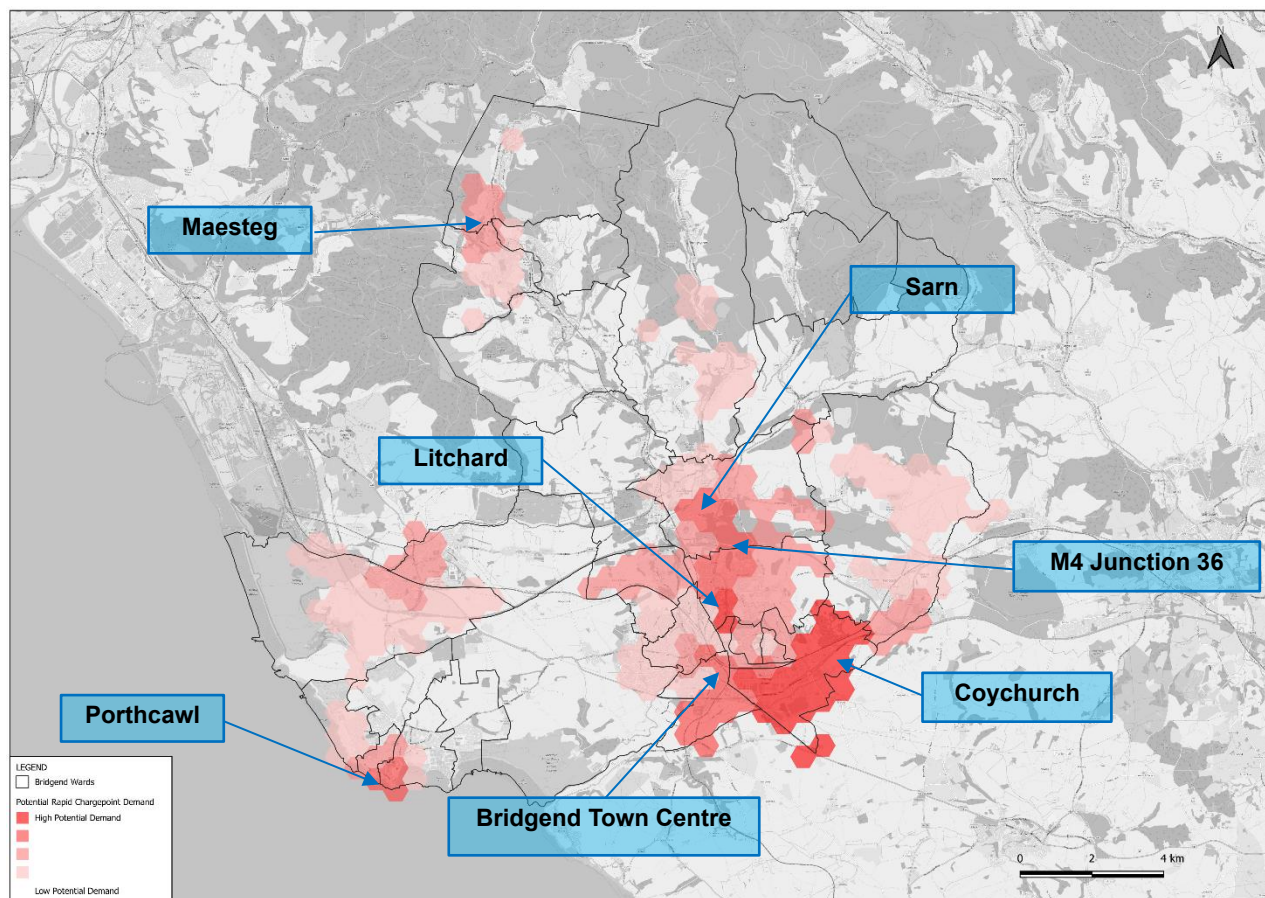 N
Maesteg
Sarn
Litchard
M4 Junction 36
Coychurch
Porthcawl
Bridgend Town Centre
LEGEND
Bridgend Wards
Potential Rapid Chargepoint Demand
High Potential Demand
Low Potential Demand
0 2 4 km